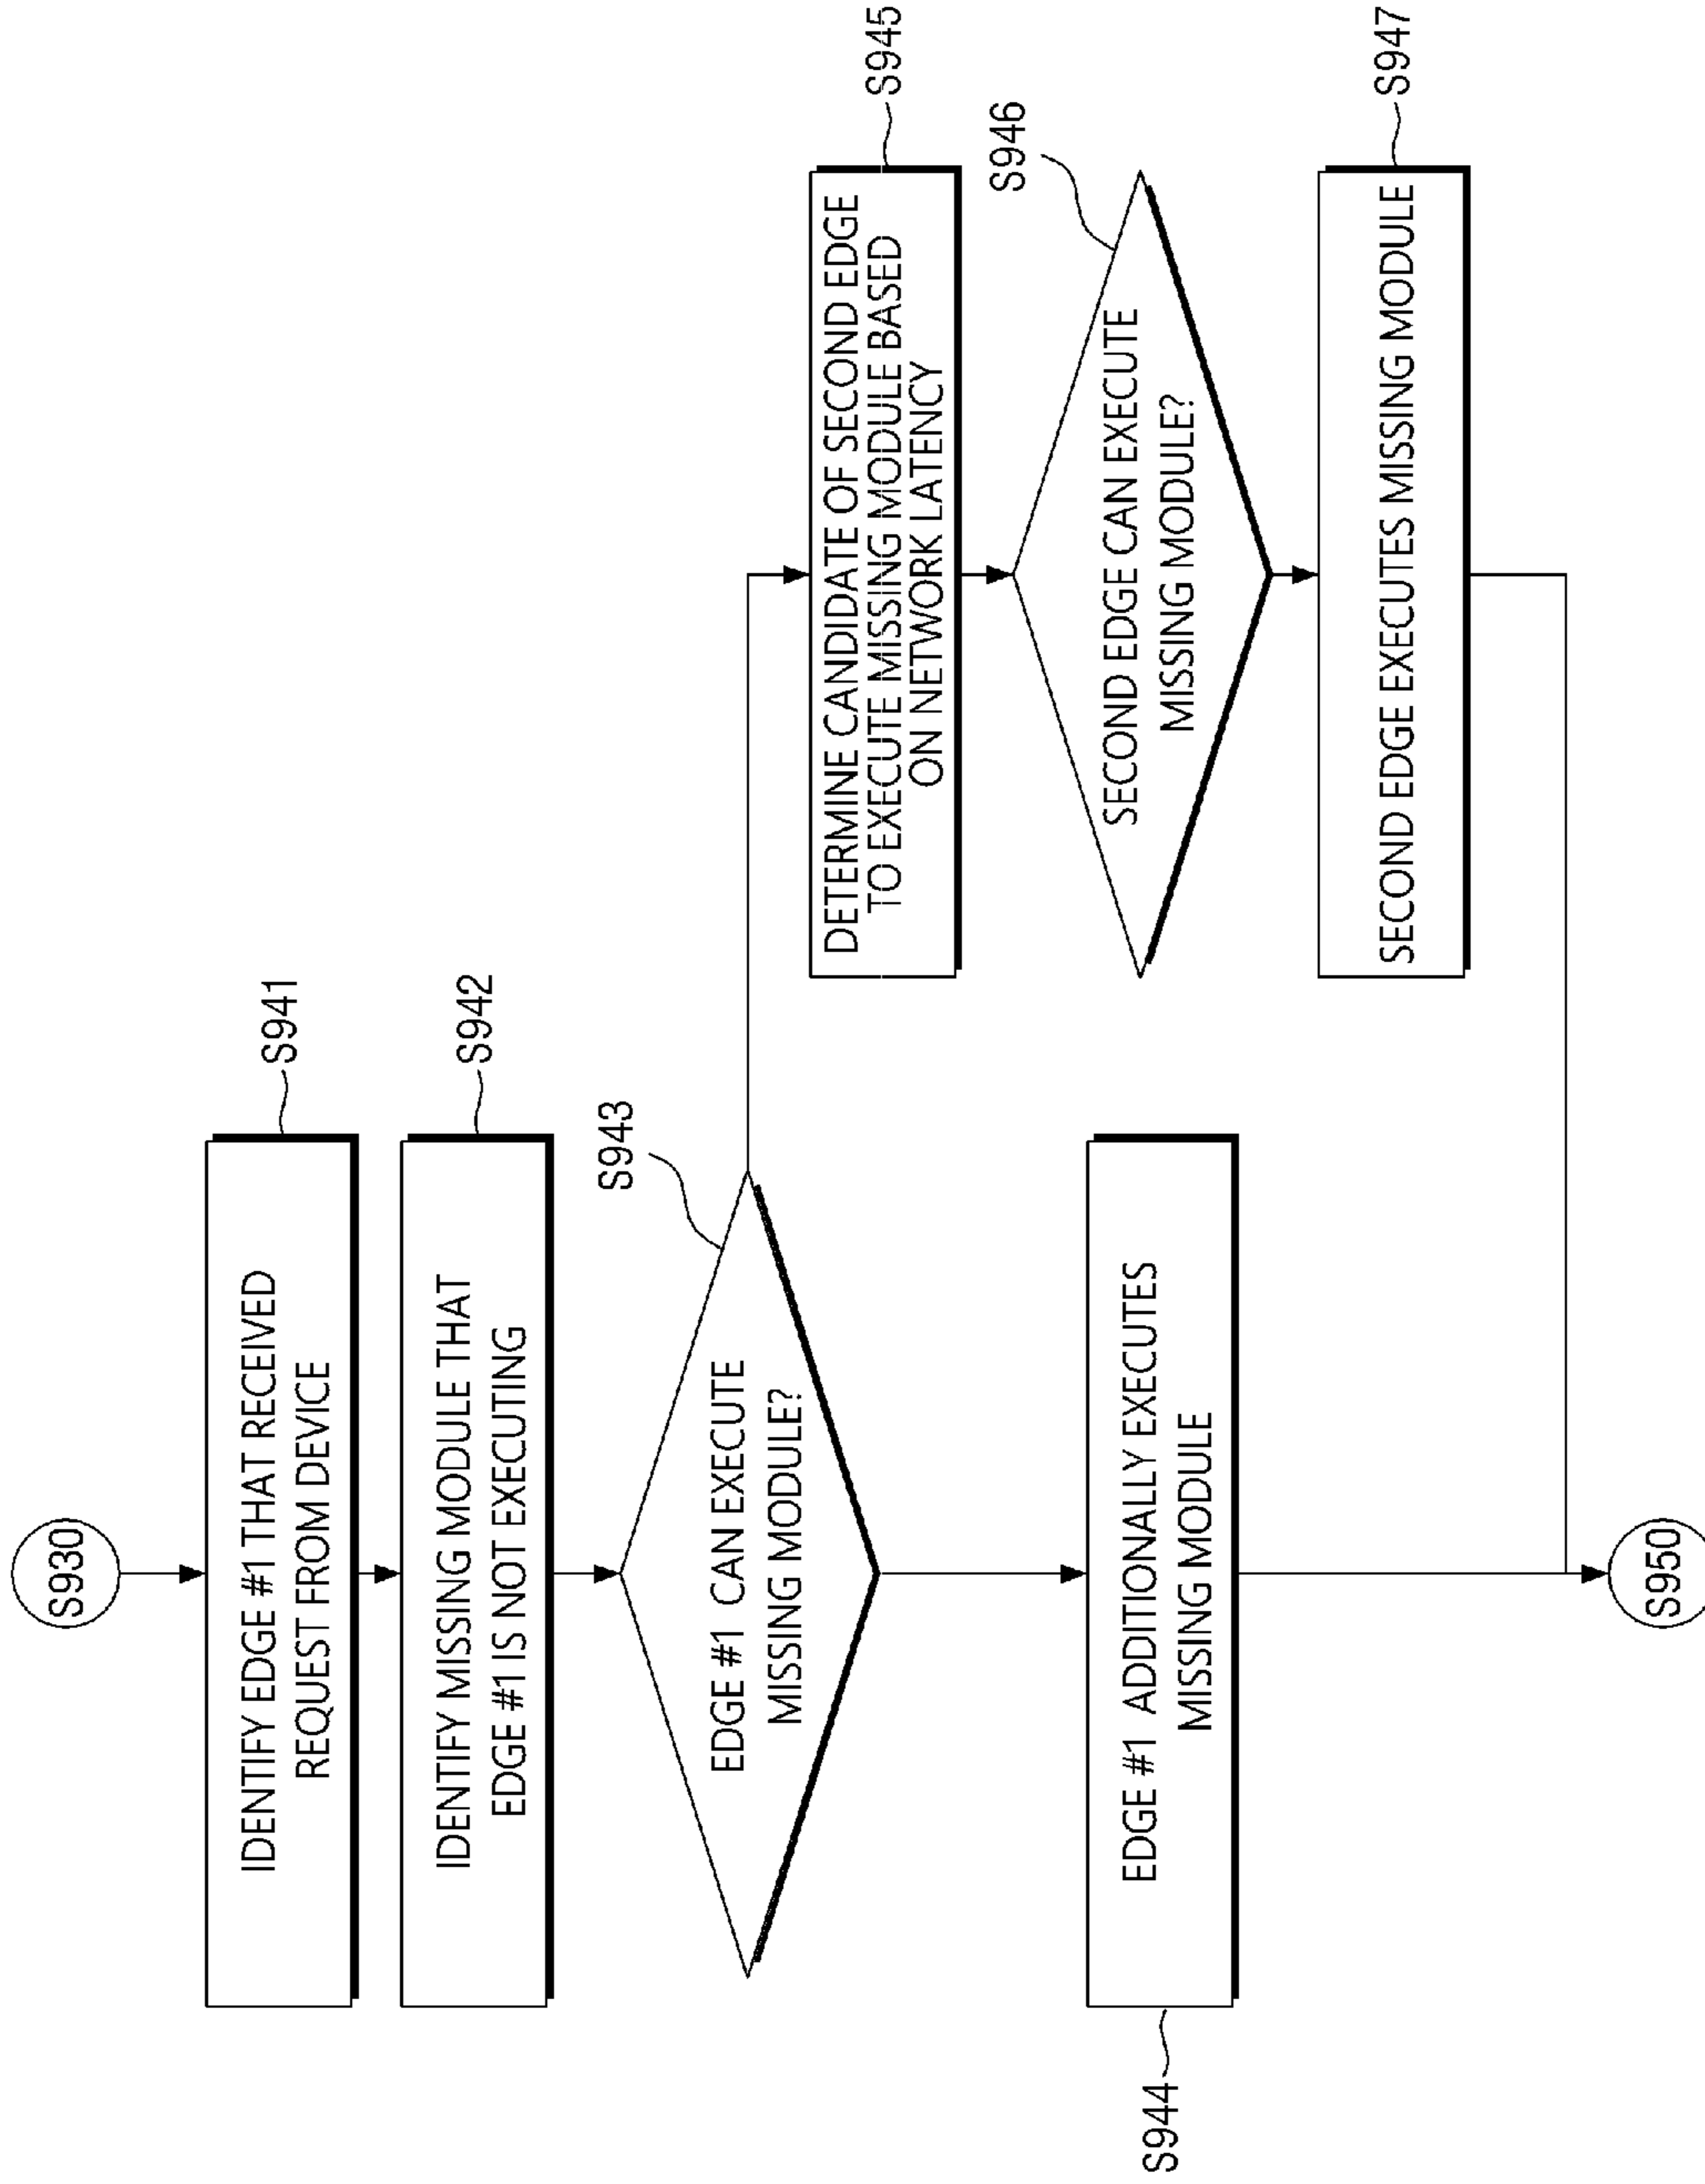 S930
IDENTIFY EDGE #1 THAT RECEIVED
REQUEST FROM DEVICE
S941
IDENTIFY MISSING MODULE THAT
EDGE #1 IS NOT EXECUTING
S942
EDGE #1 CAN EXECUTE
MISSING MODULE?
S943
EDGE #1 ADDITIONALLY EXECUTES
MISSING MODULE
S944
DETERMINE CANDIDATE OF SECOND EDGE
TO EXECUTE MISSING MODULE BASED
ON NETWORK LATENCY
S945
SECOND EDGE CAN EXECUTE
MISSING MODULE?
S946
SECOND EDGE EXECUTES MISSING MODULE
S947
S950